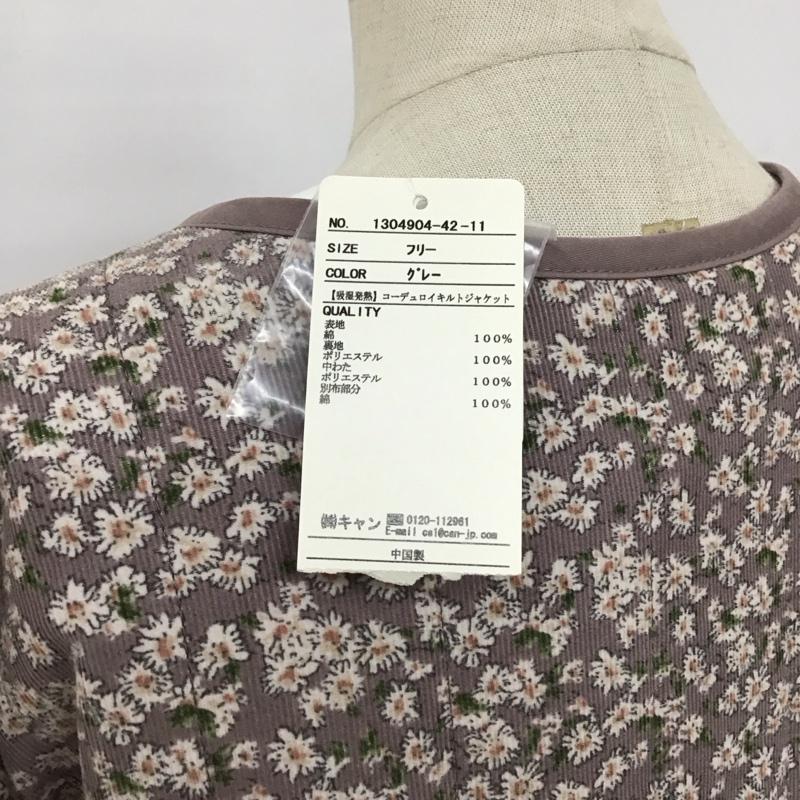 NO. 1304904-42-11
SIZE フリー
COLOR グレー
【吸湿発熱】コーデュロイキルトジャケット
QUALITY
表地
綿 100%
裏地
ポリエステル 100%
中わた
ポリエステル 100%
別布部分
綿 100%
㈱キャン 0120-112961
E-mail csi@can-jp.com
中国製